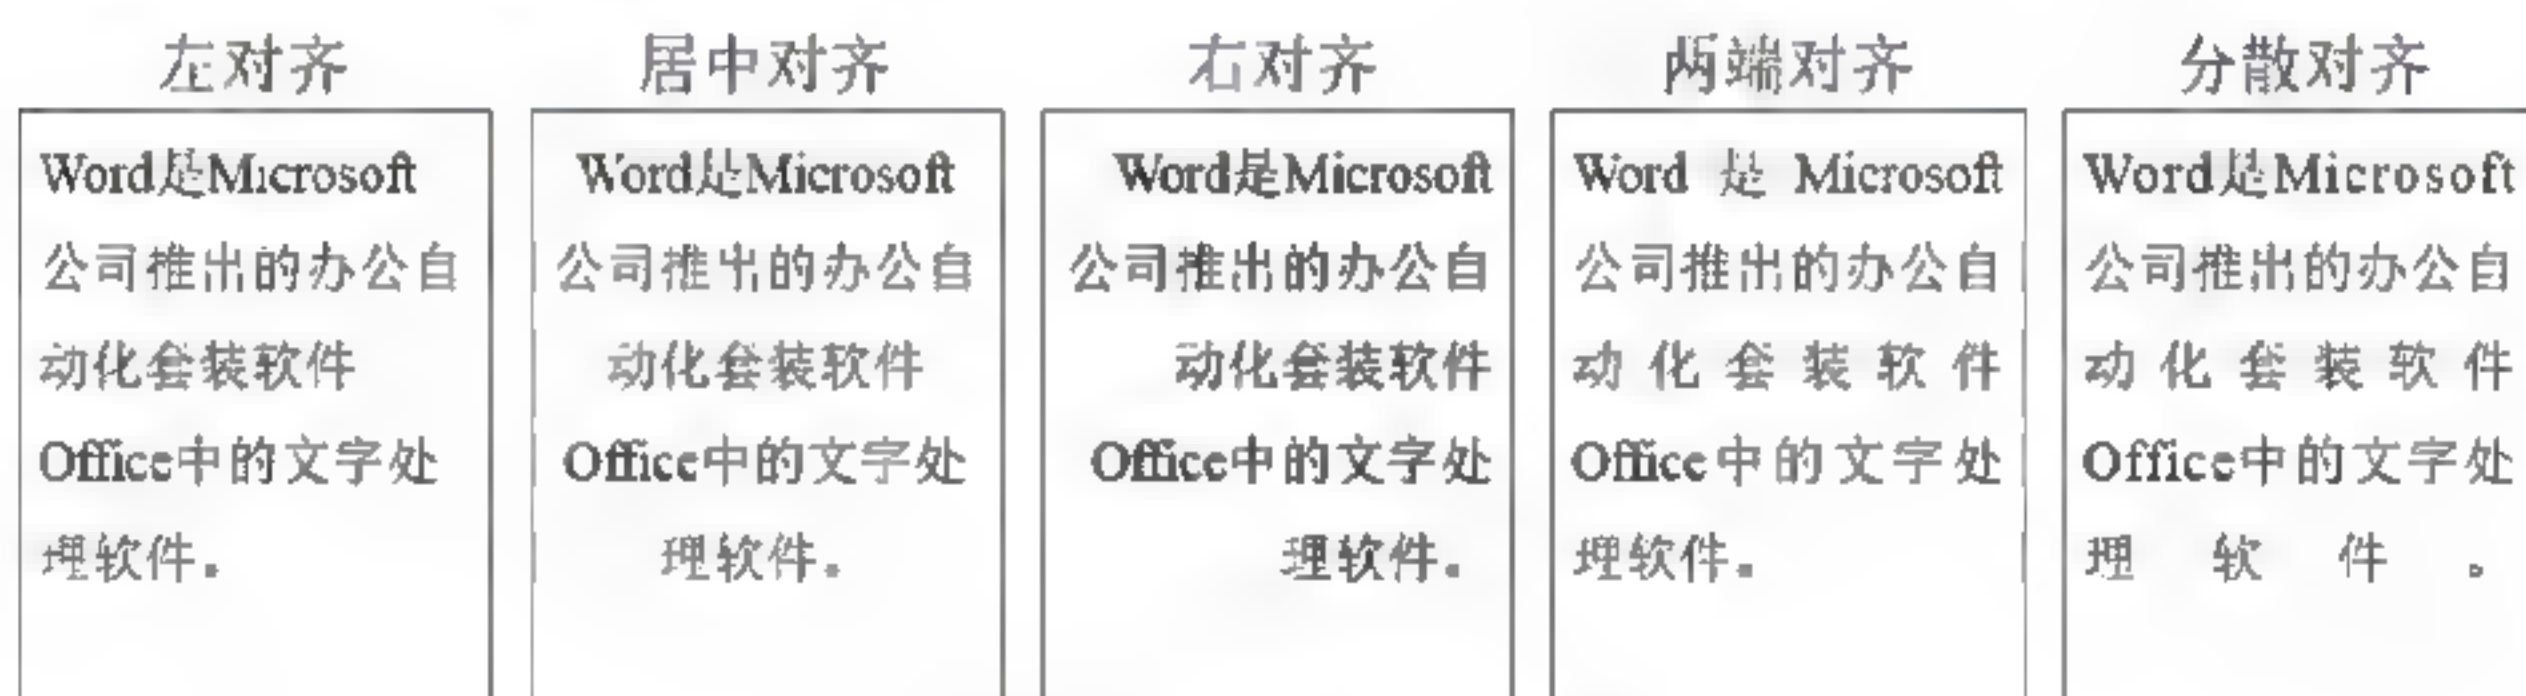 左对齐
Word是Microsoft
公司推出的办公自
动化套装软件
Office中的文字处
理软件。
居中对齐
Word是Microsoft
公司推出的办公自
动化套装软件
Office中的文字处
理软件。
右对齐
Word是Microsoft
公司推出的办公自
动化套装软件
Office中的文字处
理软件。
两端对齐
Word 是 Microsoft
公司推出的办公自
动化套装软件
Office中的文字处
理软件。
分散对齐
Word是Microsoft
公司推出的办公自
动化套装软件
Office中的文字处
理软件。